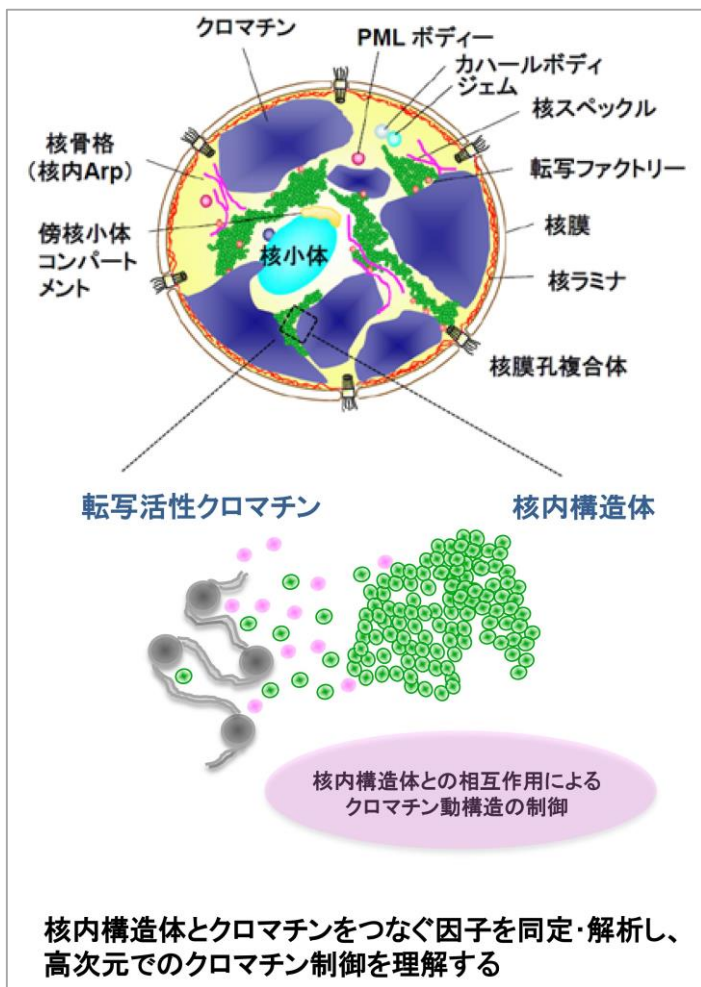 クロマチン
PML ボディー
カハールボディ
ジェム
核スペックル
核骨格
(核内Arp)
転写ファクトリー
傍核小体
コンパート
メント
核小体
核膜
核ラミナ
核膜孔複合体
転写活性クロマチン
核内構造体
核内構造体との相互作用による
クロマチン動構造の制御
核内構造体とクロマチンをつなぐ因子を同定・解析し、
高次元でのクロマチン制御を理解する